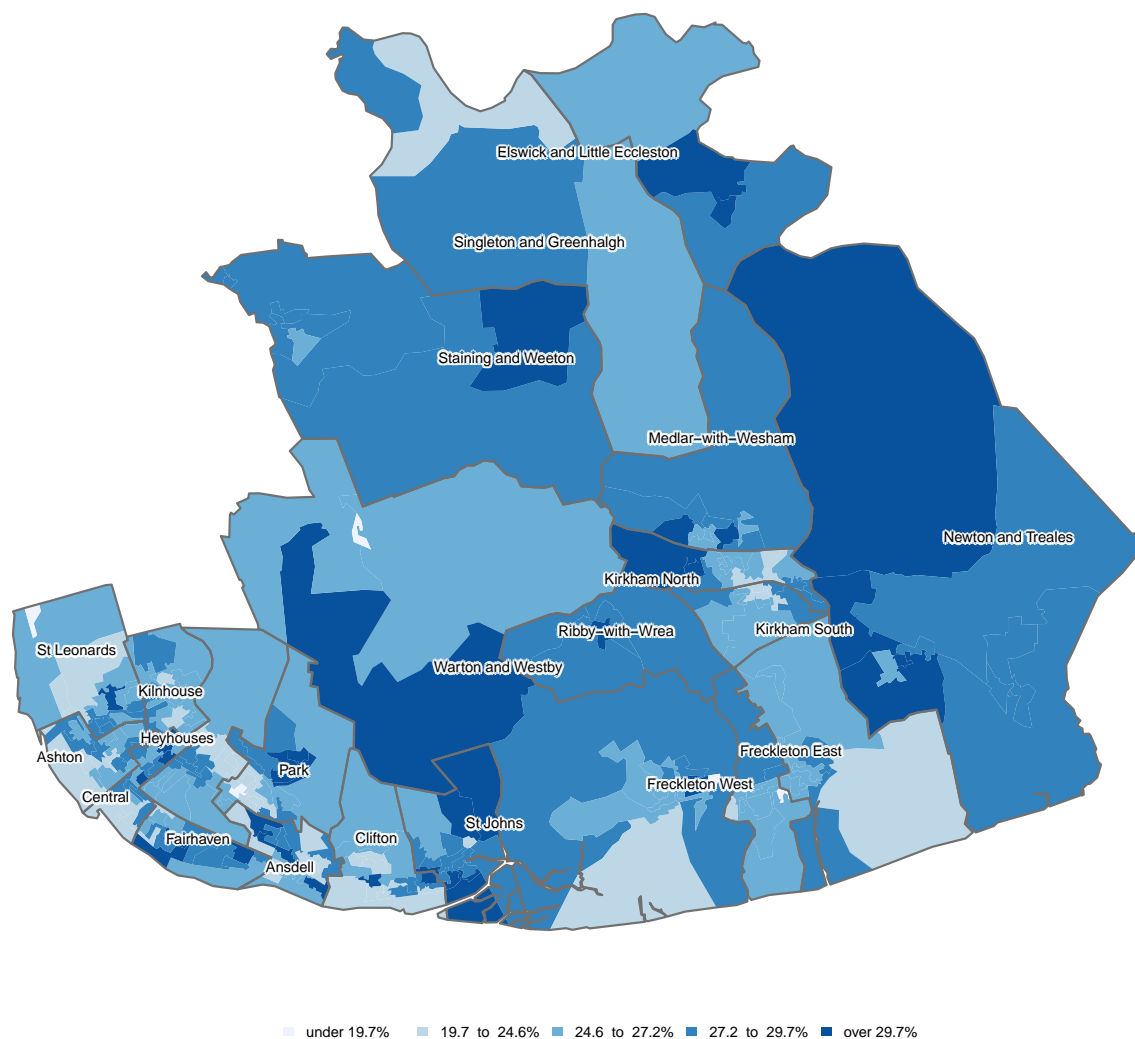 Elswick and Little Eccleston
Singleton and Greenhalgh
Staining and Weeton
Medlar−with−Wesham
Newton and Treales
Kirkham North
Ribby−with−Wrea
Kirkham South
St Leonards
Warton and Westby
Kilnhouse
Heyhouses
Ashton
Freckleton East
Park
Freckleton West
Central
St Johns
Fairhaven
Clifton
Ansdell
under 19.7% 19.7 to 24.6% 24.6 to 27.2% 27.2 to 29.7% over 29.7%